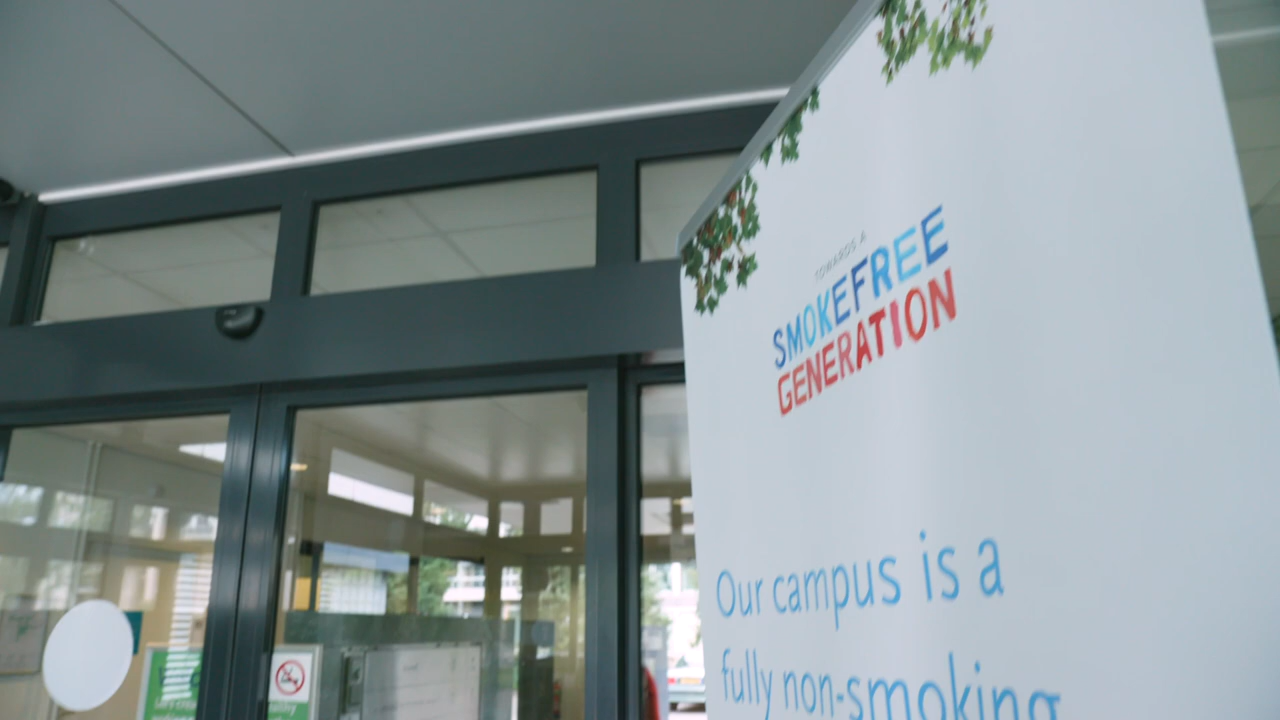 TOWARDS A
SMOKEFREE
GENERATION
Our campus is a
fully non-smoking